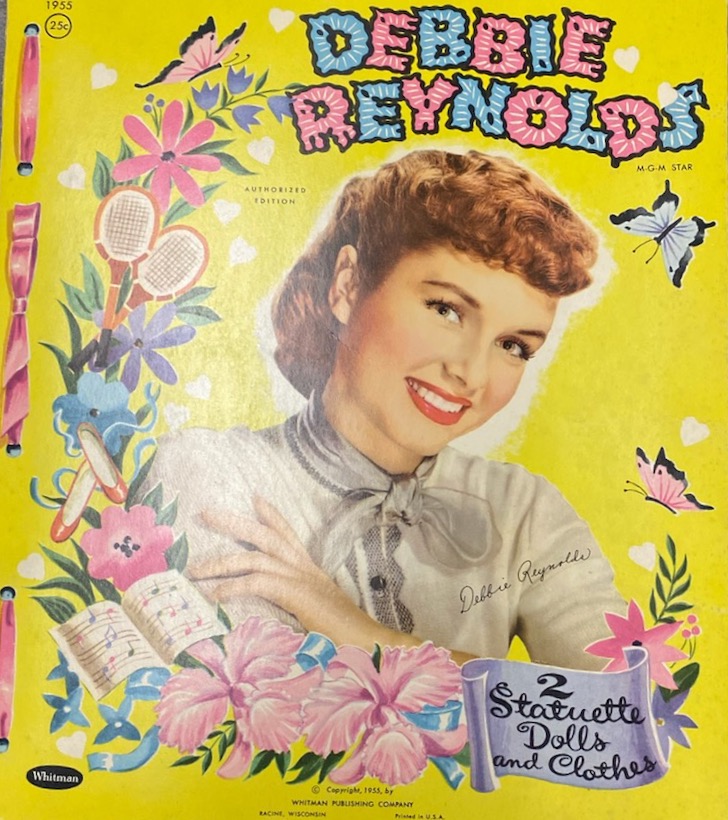 1955
25¢
DEBBIE
REYNOLDS
M-G-M STAR
AUTHORIZED
EDITION
Debbie Reynolds
2
Statuette
Dolls
and Clothes
Whitman
© Copyright, 1955, by
WHITMAN PUBLISHING COMPANY
RACINE, WISCONSIN Printed in U.S.A.